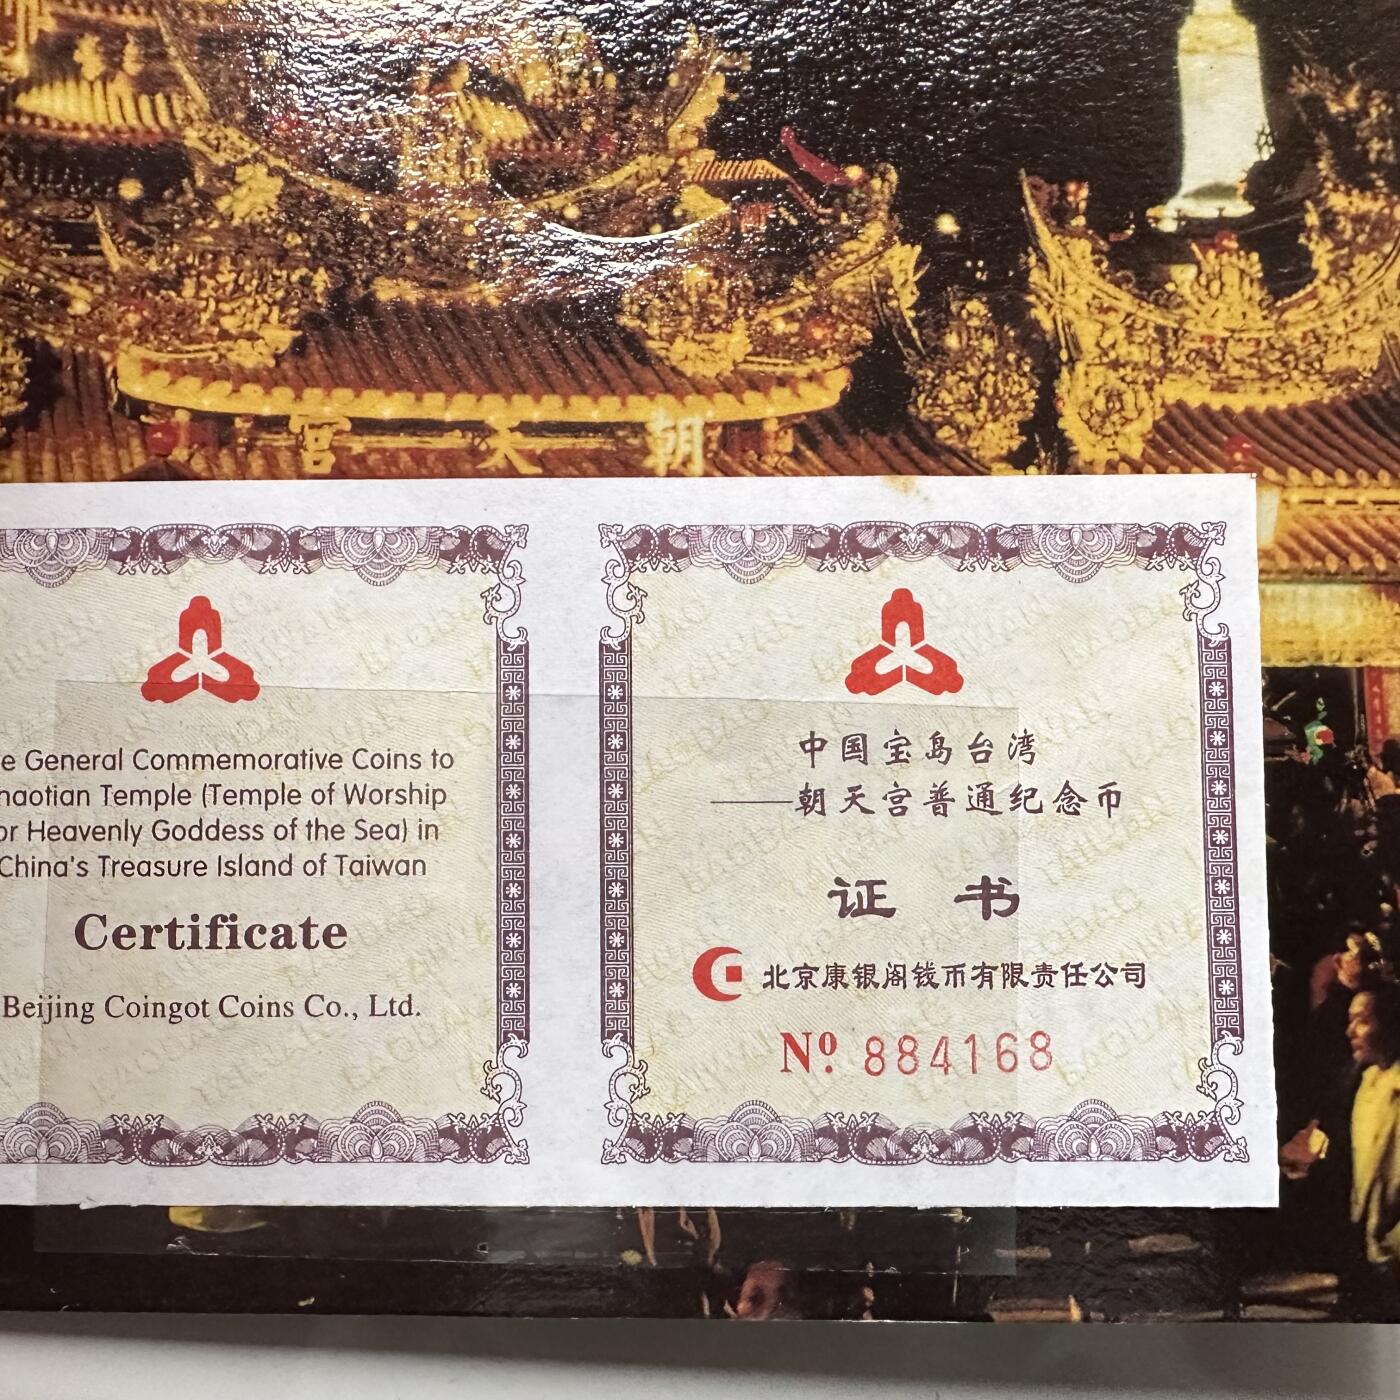 宮 天 朝
e General Commemorative Coins to
haotian Temple (Temple of Worship
or Heavenly Goddess of the Sea) in
China's Treasure Island of Taiwan
Certificate
Beijing Coingot Coins Co., Ltd.
中国宝岛台湾
——朝天宫普通纪念币
证 书
北京康银阁钱币有限责任公司
Nº 884168